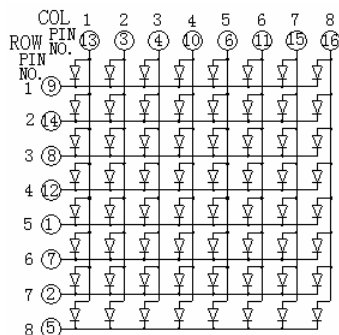 COL 1 2 3 4 5 6 7 8
ROW PIN NO. ⑬ ③ ④ ⑩ ⑥ ⑪ ⑮ ⑯
PIN NO.
1 ⑨
2 ⑭
3 ⑧
4 ⑫
5 ①
6 ⑦
7 ②
8 ⑤